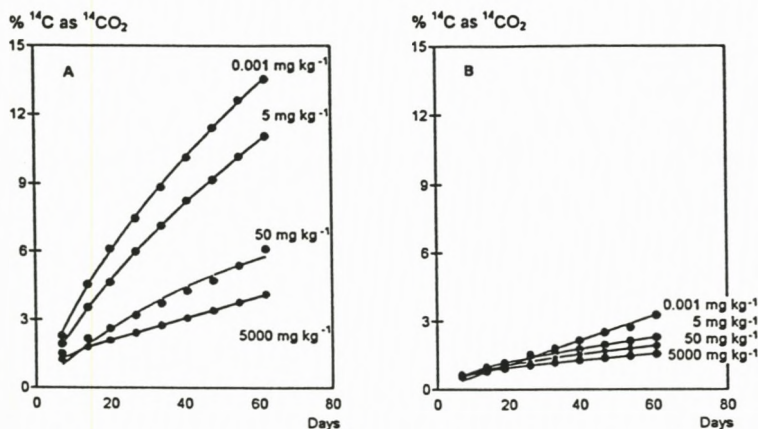 % ¹⁴C as ¹⁴CO₂
15
12
9
6
3
0
A
0.001 mg kg⁻¹
5 mg kg⁻¹
50 mg kg⁻¹
5000 mg kg⁻¹
0 20 40 60 80
Days
% ¹⁴C as ¹⁴CO₂
15
12
9
6
3
0
B
0.001 mg kg⁻¹
5 mg kg⁻¹
50 mg kg⁻¹
5000 mg kg⁻¹
0 20 40 60 80
Days